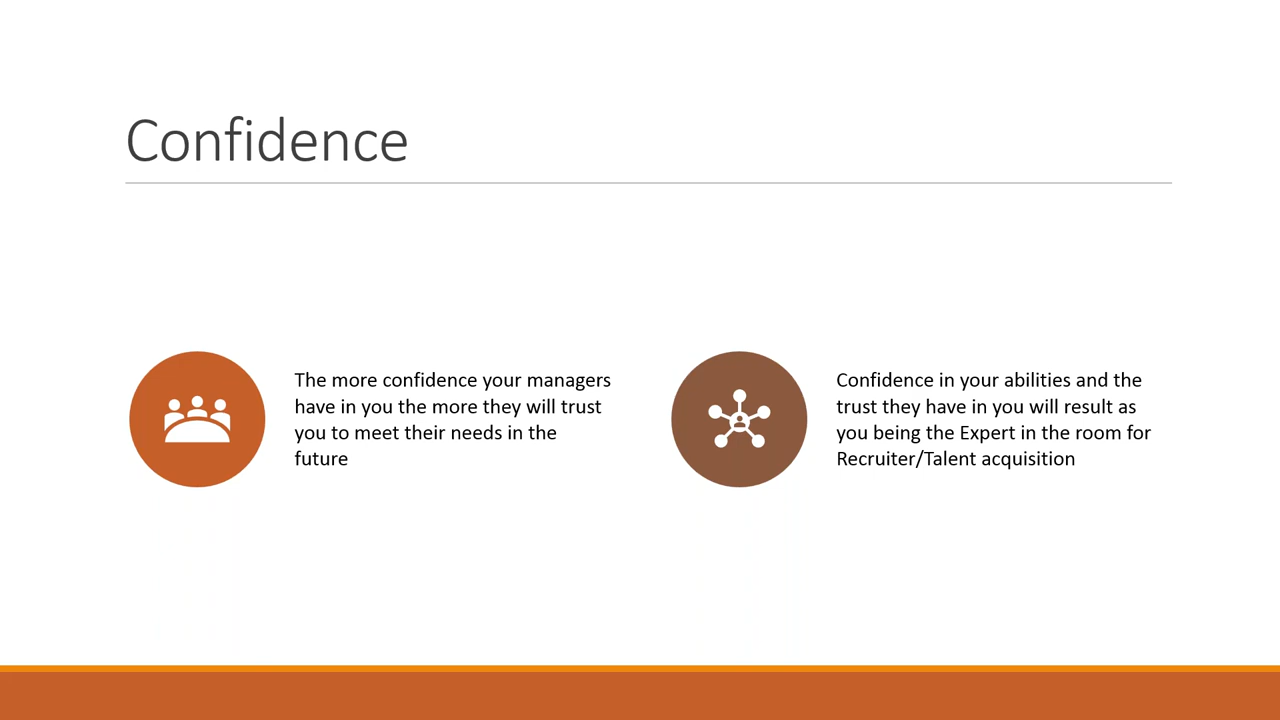 Confidence
The more confidence your managers
have in you the more they will trust
you to meet their needs in the
future
Confidence in your abilities and the
trust they have in you will result as
you being the Expert in the room for
Recruiter/Talent acquisition